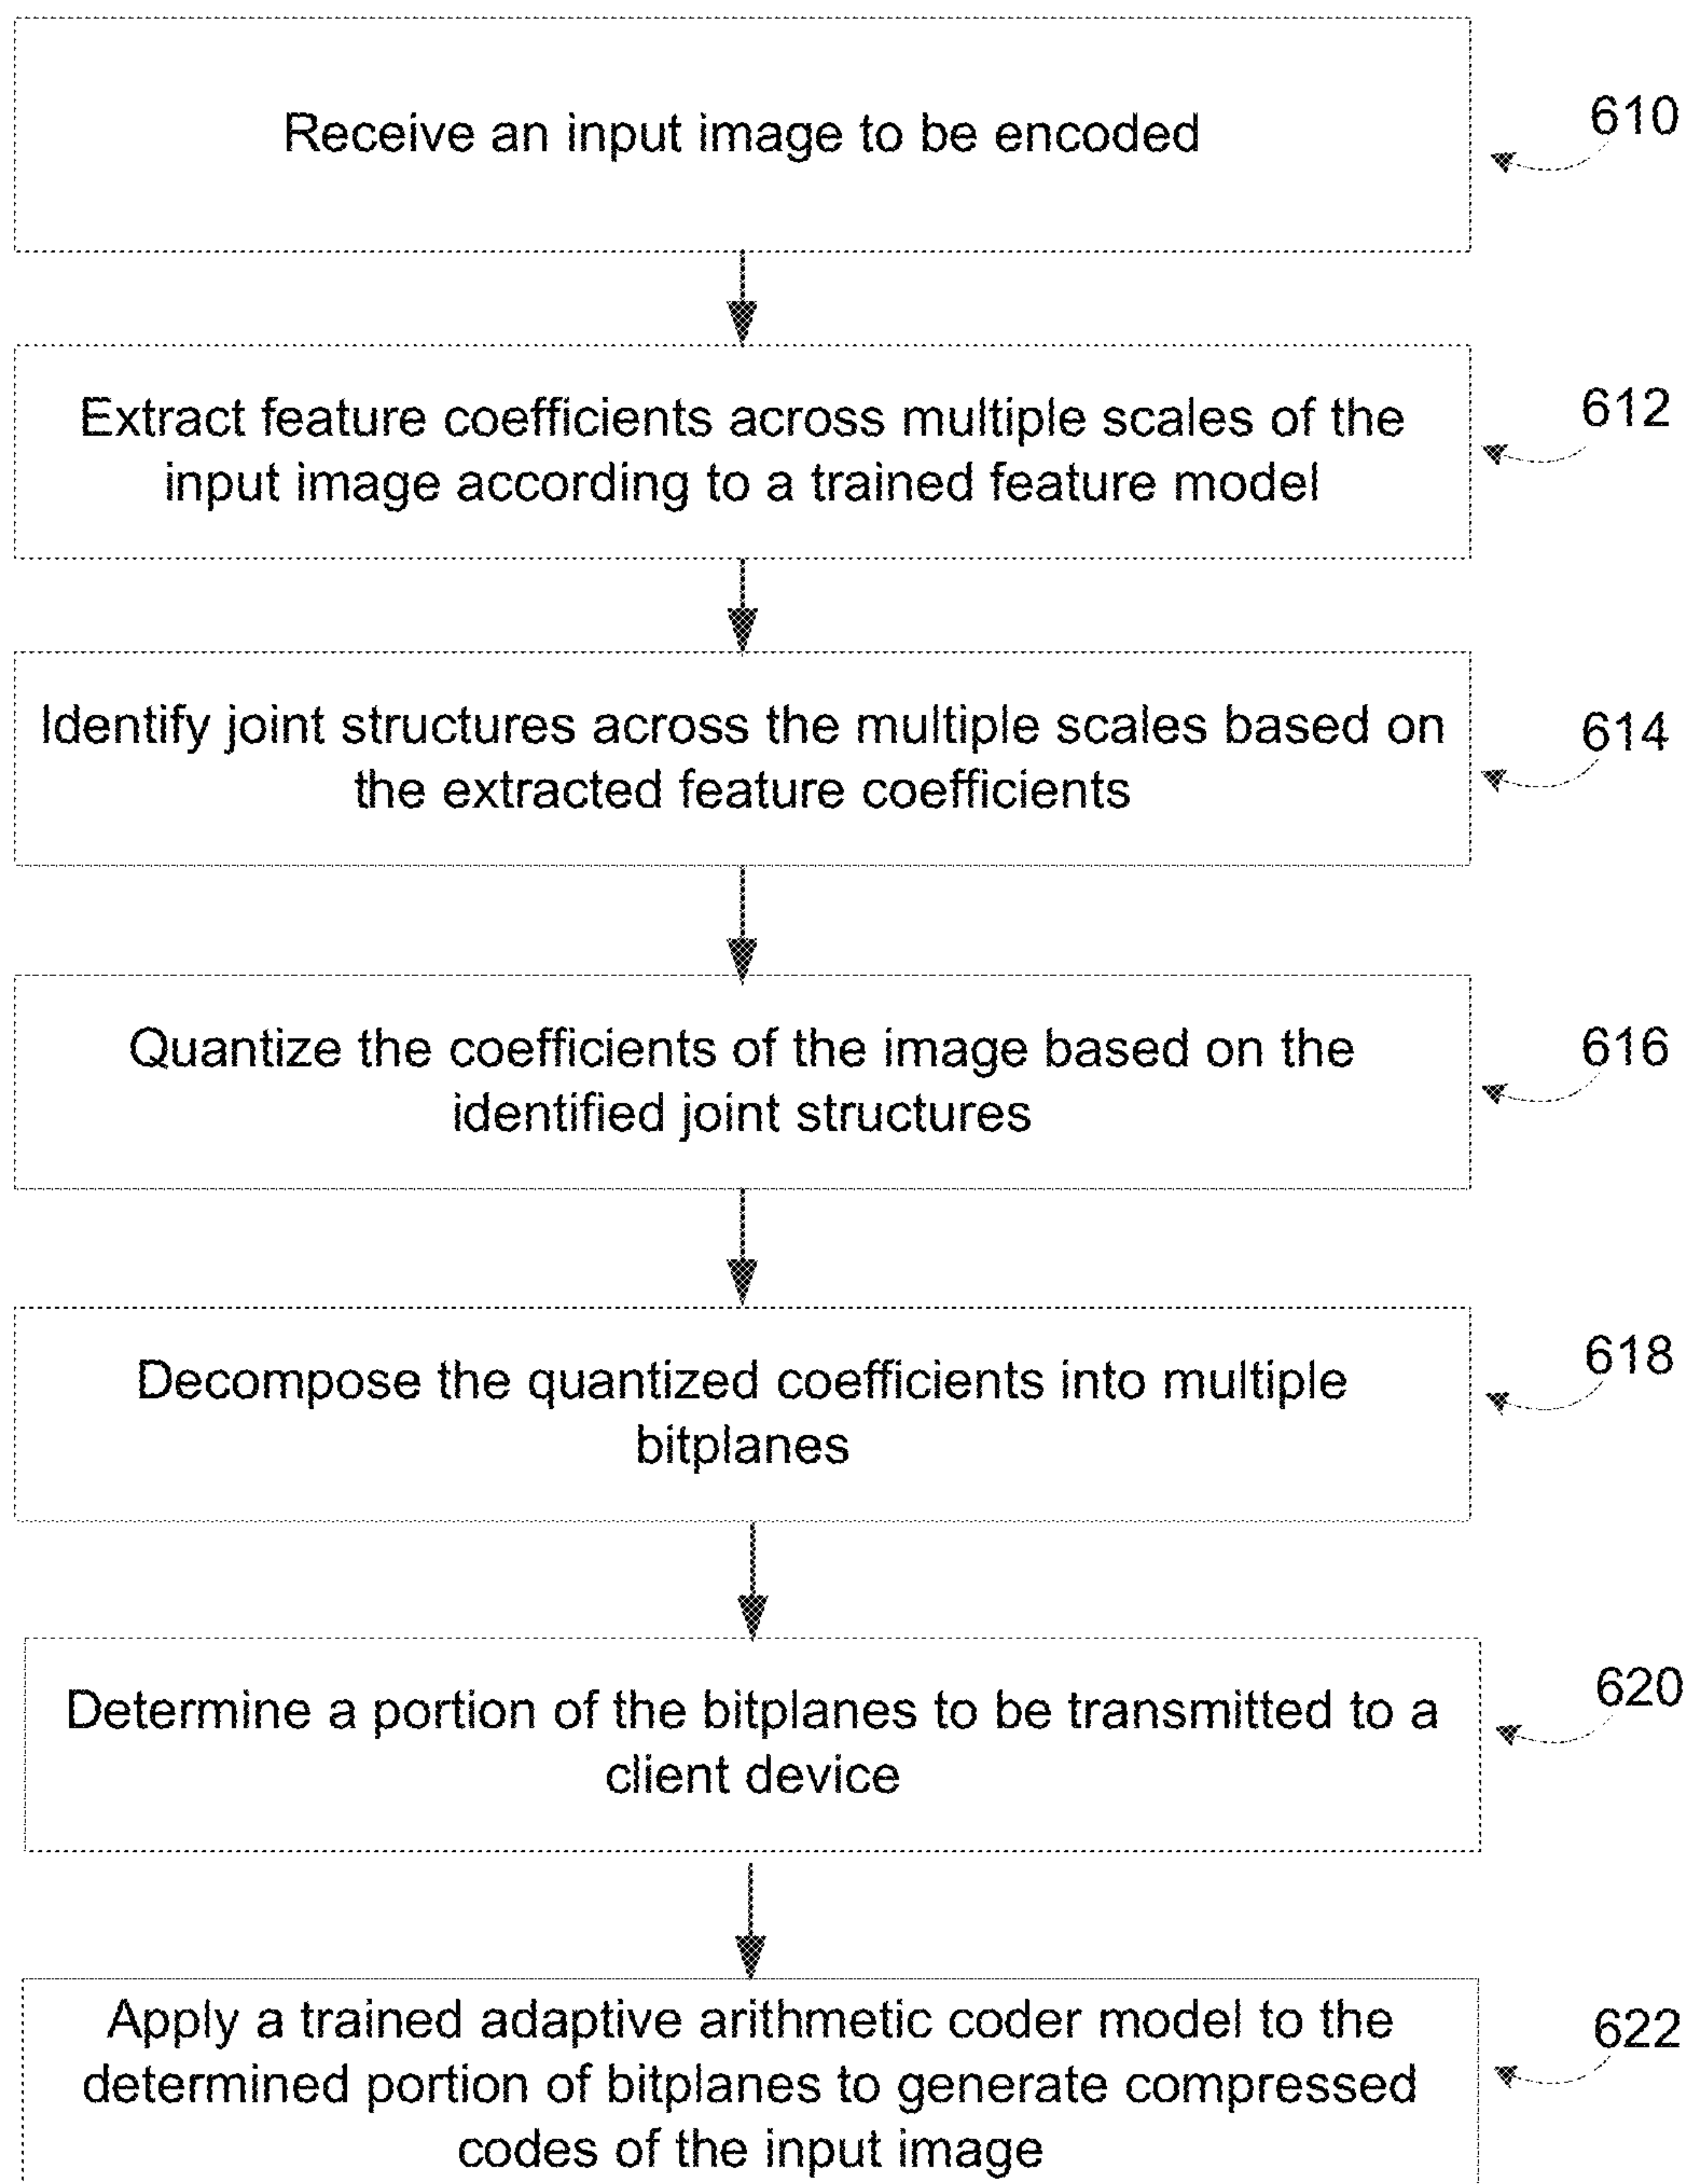 Receive an input image to be encoded
610
Extract feature coefficients across multiple scales of the
input image according to a trained feature model
612
Identify joint structures across the multiple scales based on
the extracted feature coefficients
614
Quantize the coefficients of the image based on the
identified joint structures
616
Decompose the quantized coefficients into multiple
bitplanes
618
Determine a portion of the bitplanes to be transmitted to a
client device
620
Apply a trained adaptive arithmetic coder model to the
determined portion of bitplanes to generate compressed
codes of the input image
622